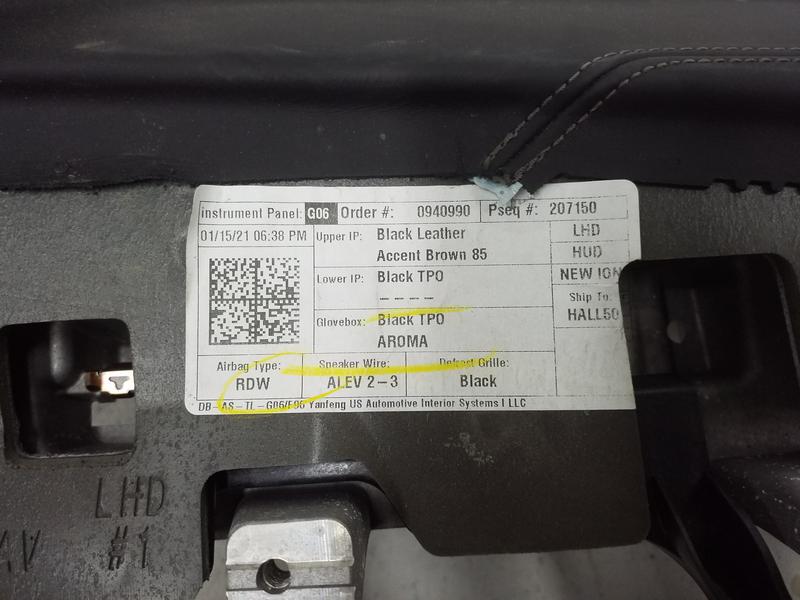 instrument Panel: G06 Order #: 0940990 Pseq #: 207150
01/15/21 06:38 PM Upper IP: Black Leather LHD
Accent Brown 85 HUD
Lower IP: Black TPO NEW ION
-- -- -- -- Ship To:
Glovebox: Black TPO HALL50
AROMA
Airbag Type: Speaker Wire: Defrost Grille:
RDW ALEV 2-3 Black
DB-AS-TL-G06/F96 Yanfeng US Automotive Interior Systems I LLC
LHD
AV #1